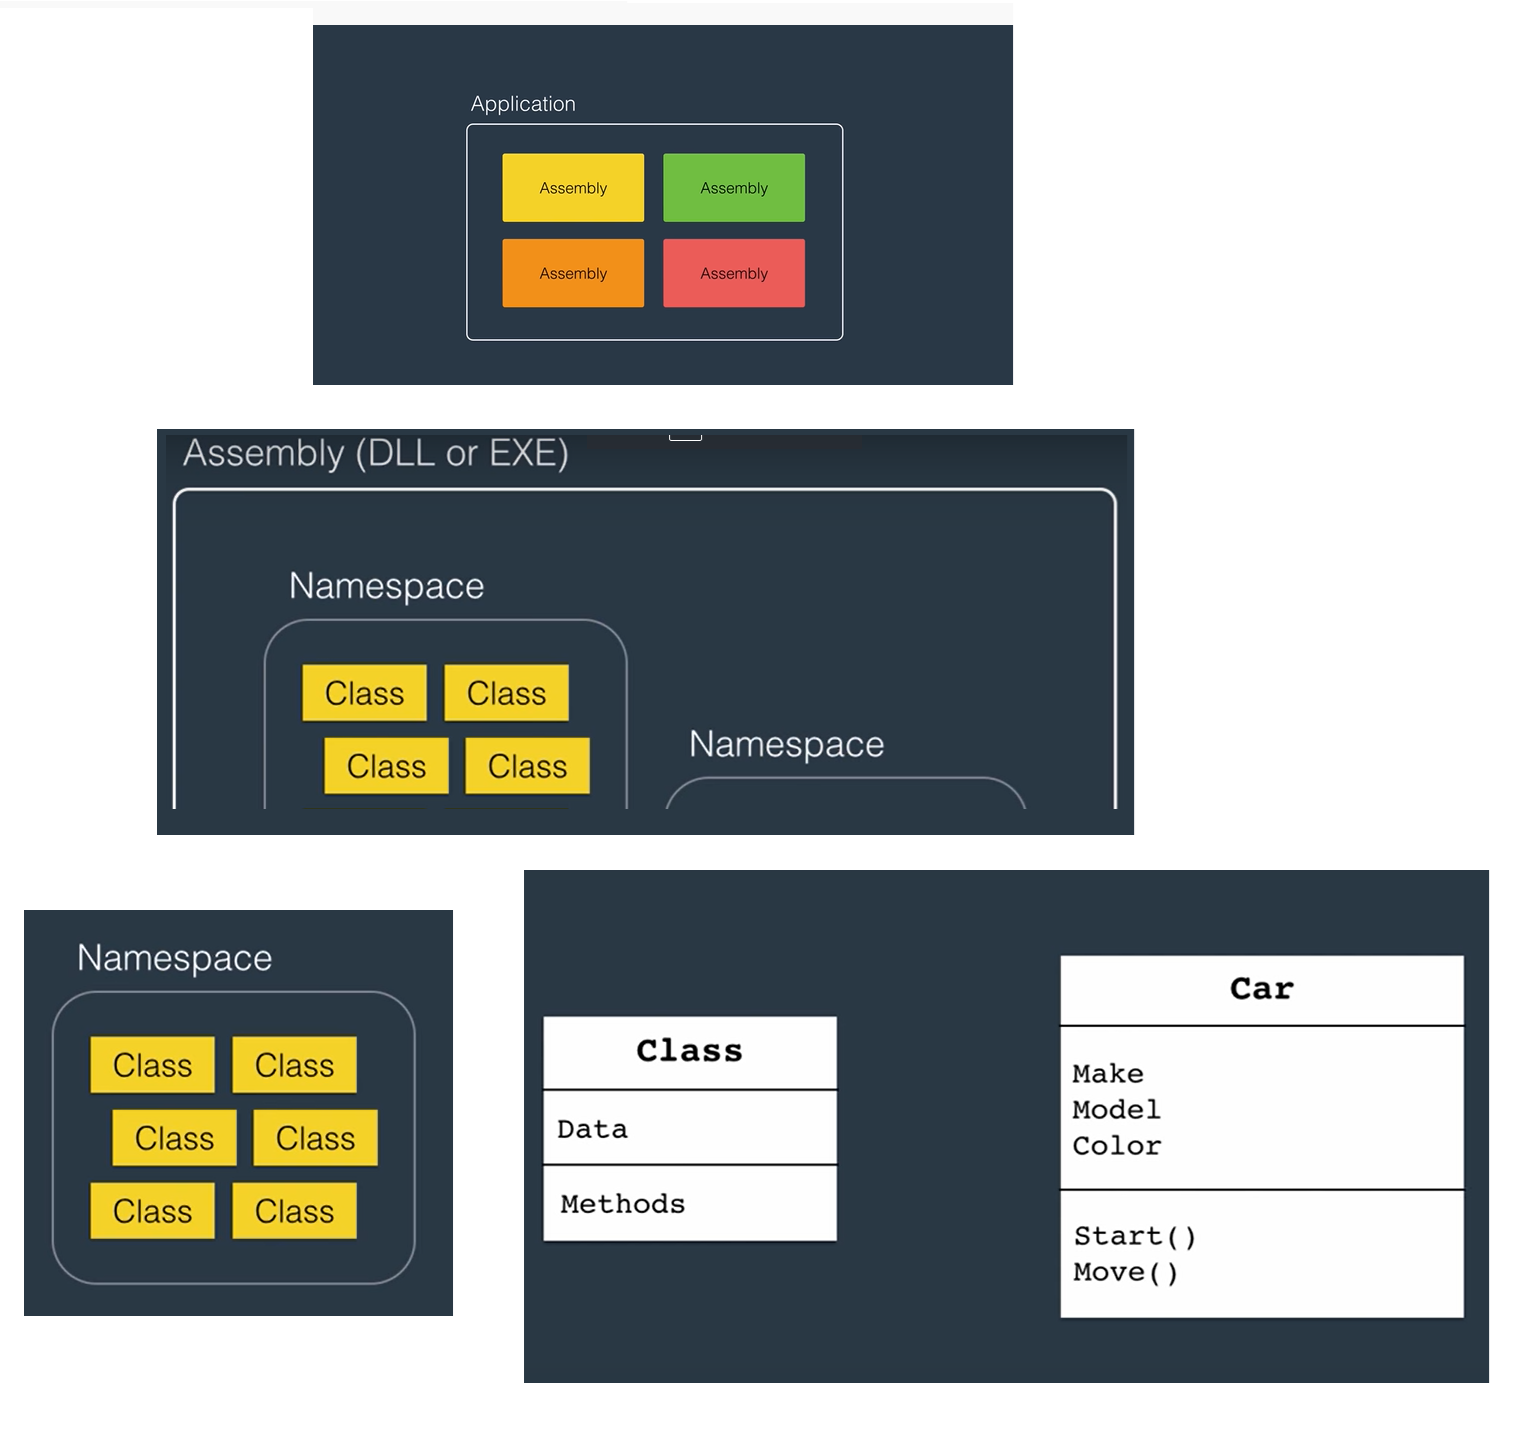 Application
Assembly Assembly
Assembly Assembly
Assembly (DLL or EXE)
Namespace
Class Class
Class Class
Namespace
Namespace
Class Class
Class Class
Class Class
Class
Data
Methods
Car
Make
Model
Color
Start()
Move()